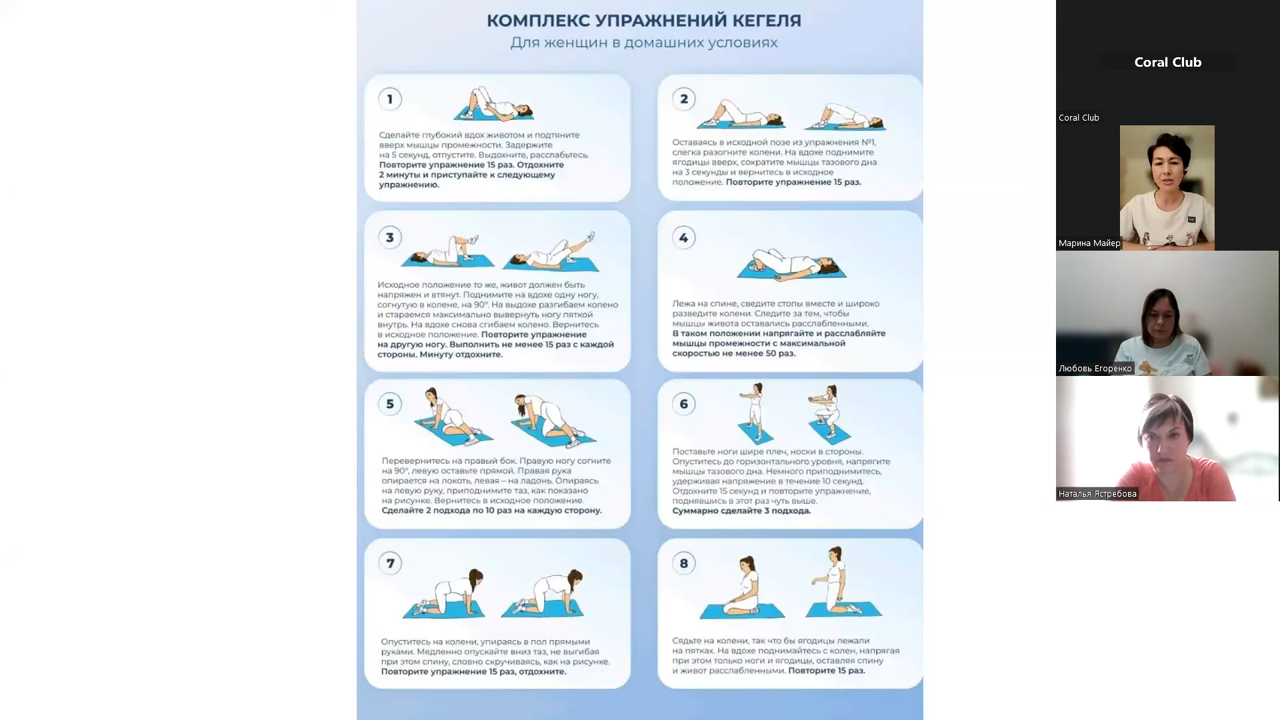 КОМПЛЕКС УПРАЖНЕНИЙ КЕГЕЛЯ
Для женщин в домашних условиях
1
Сделайте глубокий вдох животом и подтяните
вверх мышцы промежности. Задержите
на 5 секунд, отпустите. Выдохните, расслабьтесь.
Повторите упражнение 15 раз. Отдохните
2 минуты и приступайте к следующему
упражнению.
2
Оставаясь в исходной позе из упражнения №1,
слегка разогните колени. На вдохе поднимите
ягодицы вверх, сократите мышцы тазового дна
на 3 секунды и вернитесь в исходное
положение. Повторите упражнение 15 раз.
3
Исходное положение то же, живот должен быть
напряжен и втянут. Поднимите на вдохе одну ногу,
согнутую в колене, на 90°. На выдохе разгибаем колено
и стараемся максимально вывернуть ногу пяткой
внутрь. На вдохе снова сгибаем колено. Вернитесь
в исходное положение. Повторите упражнение
на другую ногу. Выполнить не менее 15 раз с каждой
стороны. Минуту отдохните.
4
Лежа на спине, сведите стопы вместе и широко
разведите колени. Следите за тем, чтобы
мышцы живота оставались расслабленными.
В таком положении напрягайте и расслабляйте
мышцы промежности с максимальной
скоростью не менее 50 раз.
5
Перевернитесь на правый бок. Правую ногу согните
на 90°, левую оставьте прямой. Правая рука
опирается на локоть, левая – на ладонь. Опираясь
на левую руку, приподнимите таз, как показано
на рисунке. Вернитесь в исходное положение.
Сделайте 2 подхода по 10 раз на каждую сторону.
6
Поставьте ноги шире плеч, носки в стороны.
Опуститесь до горизонтального уровня, напрягите
мышцы тазового дна. Немного приподнимитесь,
удерживая напряжение в течение 10 секунд.
Отдохните 15 секунд и повторите упражнение,
поднявшись в этот раз чуть выше.
Суммарно сделайте 3 подхода.
7
Опуститесь на колени, упираясь в пол прямыми
руками. Медленно опускайте вниз таз, не выгибая
при этом спину, словно скручиваясь, как на рисунке.
Повторите упражнение 15 раз, отдохните.
8
Сядьте на колени, так что бы ягодицы лежали
на пятках. На вдохе поднимайтесь с колен, напрягая
при этом только ноги и ягодицы, оставляя спину
и живот расслабленными. Повторите 15 раз.
Coral Club
Coral Club
Марина Майер
Любовь Егоренко
Наталья Ястребова